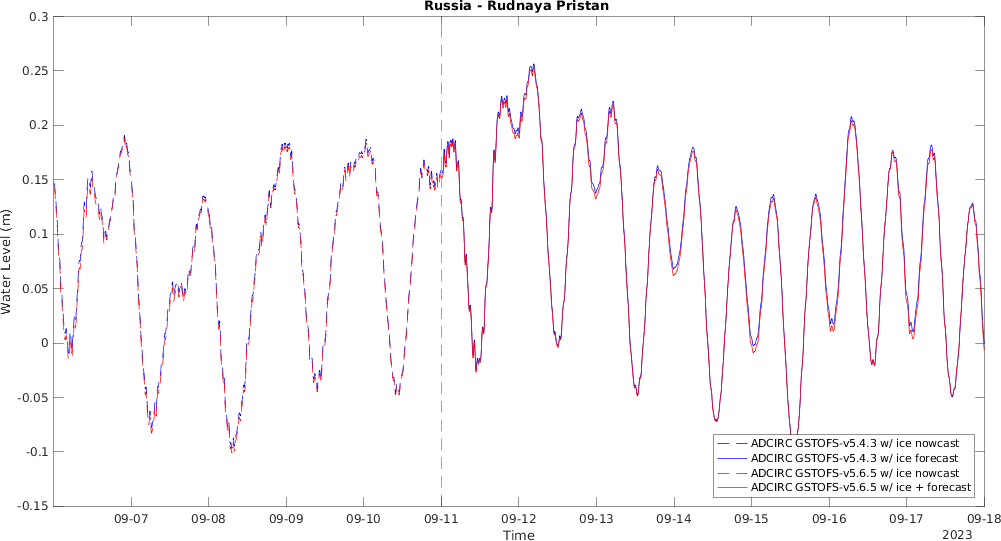 Russia - Rudnaya Pristan
0.3
0.25
0.2
0.15
0.1
0.05
0
-0.05
-0.1
-0.15
Water Level (m)
ADCIRC GSTOFS-v5.4.3 w/ ice nowcast
ADCIRC GSTOFS-v5.4.3 w/ ice forecast
ADCIRC GSTOFS-v5.6.5 w/ ice nowcast
ADCIRC GSTOFS-v5.6.5 w/ ice + forecast
09-07 09-08 09-09 09-10 09-11 09-12 09-13 09-14 09-15 09-16 09-17 09-18
Time
2023